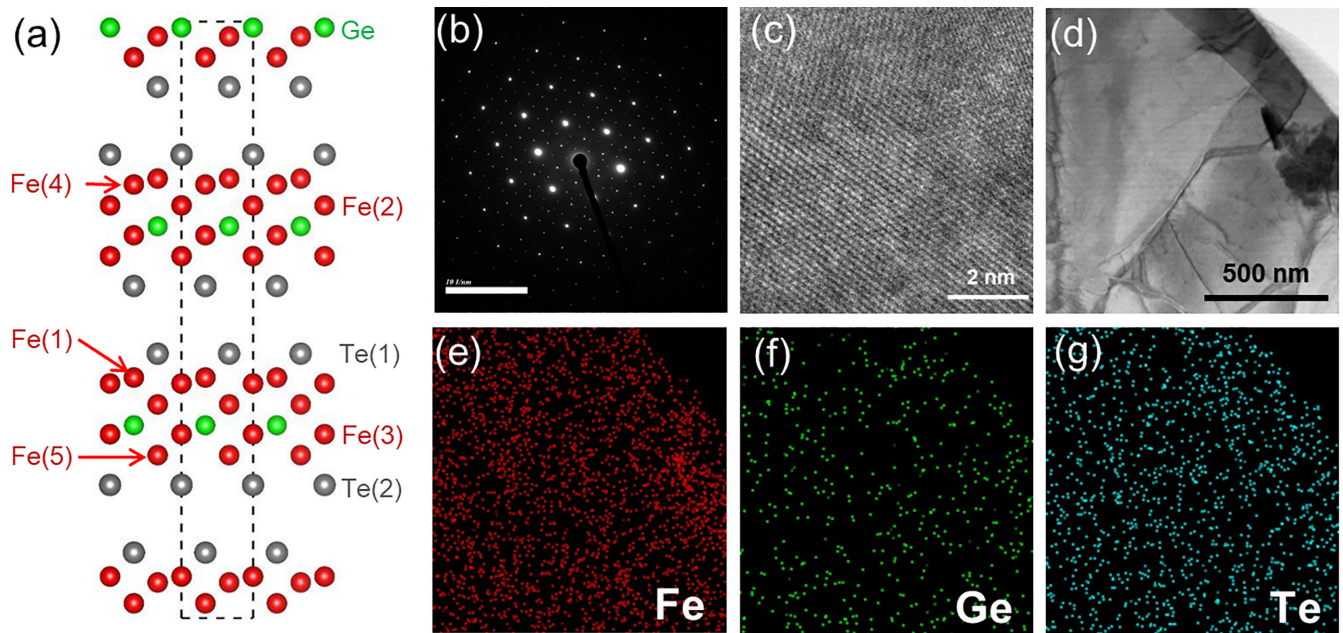 (a)
Ge
Fe(4)
Fe(2)
Fe(1)
Te(1)
Fe(3)
Fe(5)
Te(2)
(b)
10 1/nm
(c)
2 nm
(d)
500 nm
(e)
Fe
(f)
Ge
(g)
Te